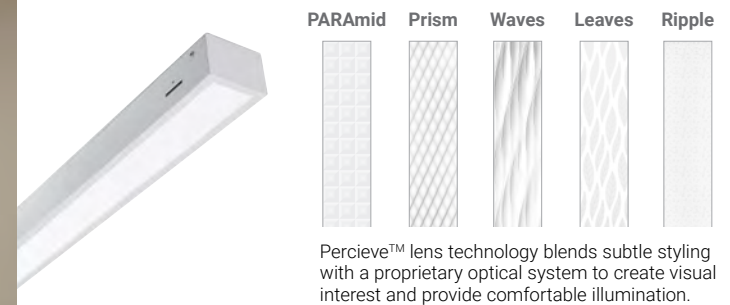 PARAmid Prism Waves Leaves Ripple
Percieve™ lens technology blends subtle styling
with a proprietary optical system to create visual
interest and provide comfortable illumination.